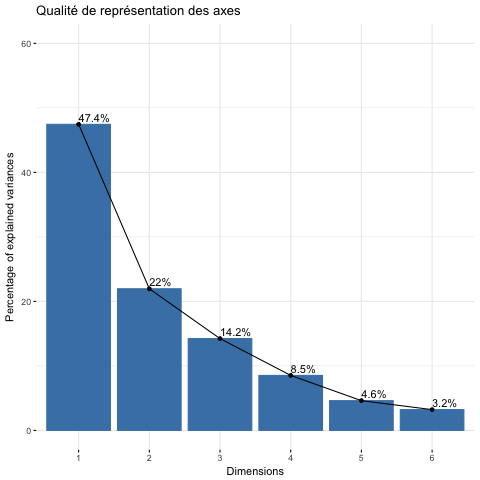 Qualité de représentation des axes
Percentage of explained variances
60
40
20
0
47.4%
22%
14.2%
8.5%
4.6%
3.2%
1 2 3 4 5 6
Dimensions